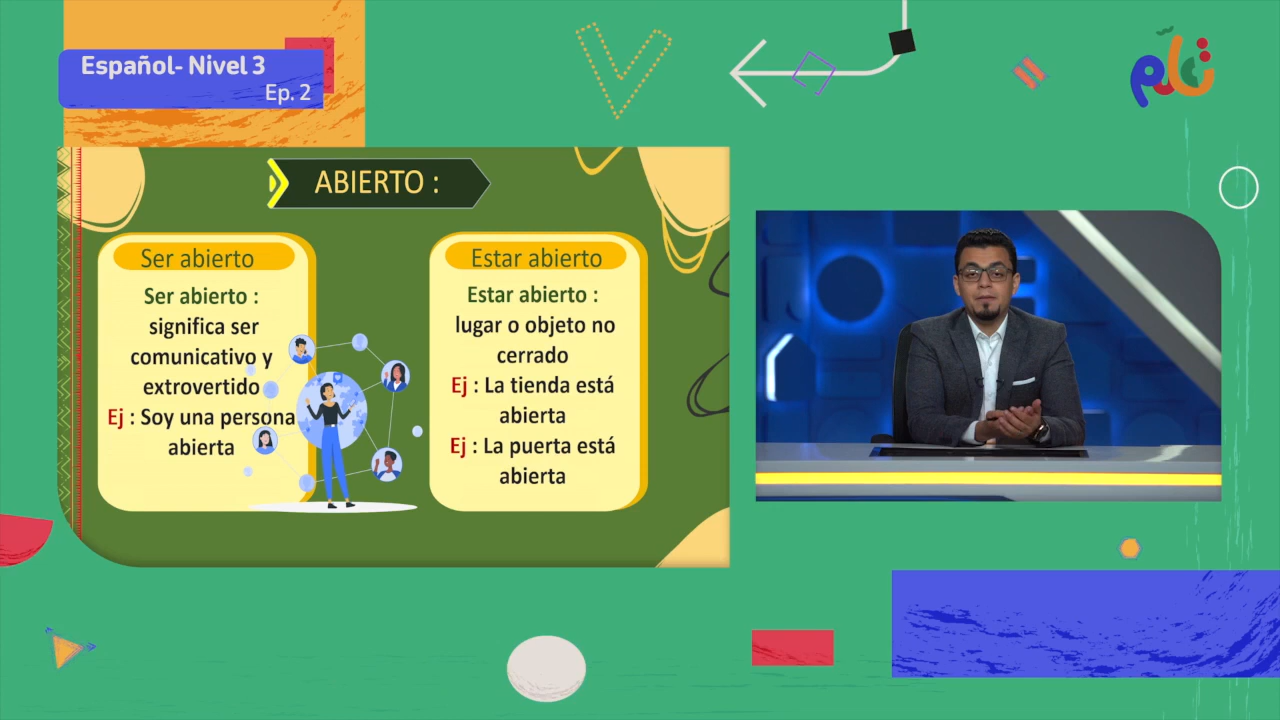 Español- Nivel 3
Ep. 2
ABIERTO :
Ser abierto
Ser abierto :
significa ser
comunicativo y
extrovertido
Ej : Soy una persona
abierta
Estar abierto
Estar abierto :
lugar o objeto no
cerrado
Ej : La tienda está
abierta
Ej : La puerta está
abierta